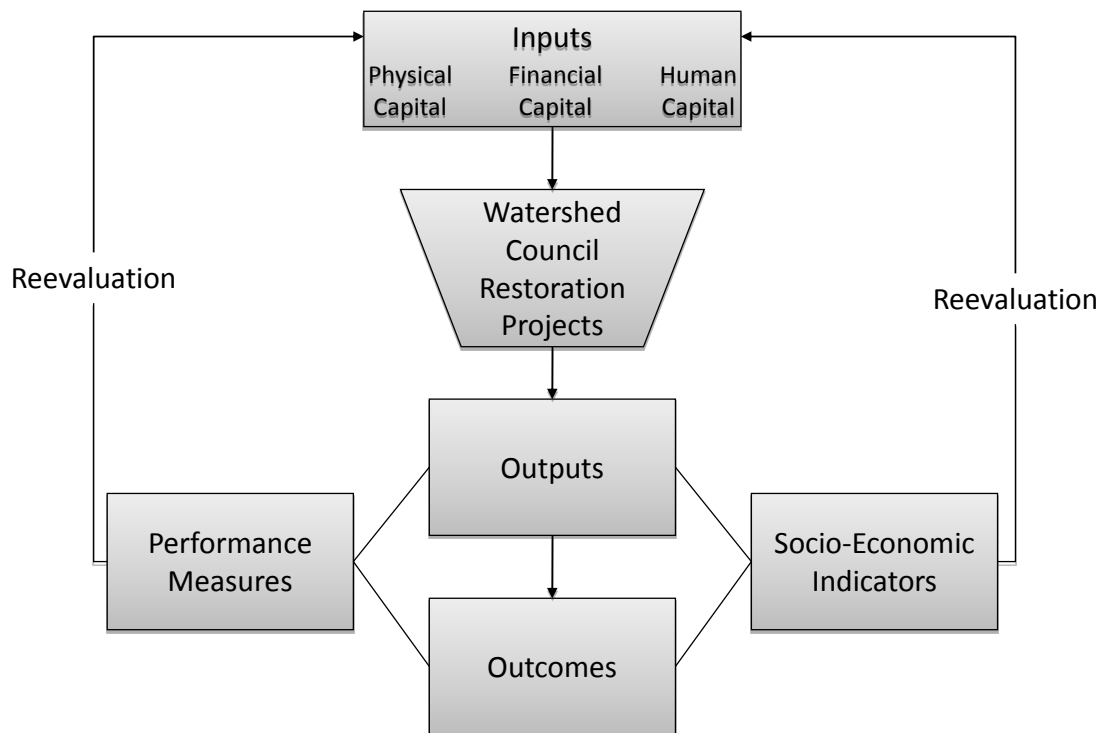 Inputs
Physical Capital
Financial Capital
Human Capital
Watershed
Council
Restoration
Projects
Reevaluation
Reevaluation
Outputs
Performance
Measures
Socio-Economic
Indicators
Outcomes